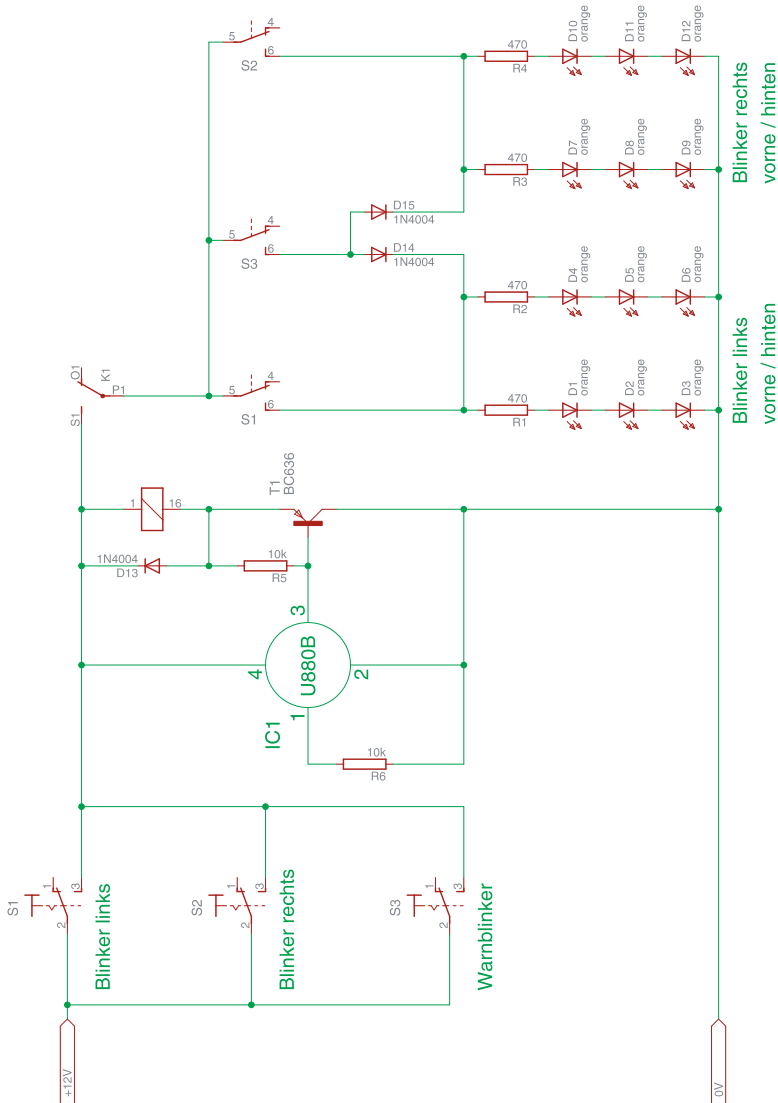 +12V
0V
S1
1
2
3
Blinker links
S2
1
2
3
Blinker rechts
S3
1
2
3
Warnblinker
IC1
U880B
1
2
3
4
10k
R6
10k
R5
1N4004
D13
1
16
T1
BC636
S1
O1
K1
P1
5
4
6
S1
5
4
6
S3
5
4
6
S2
D14
1N4004
D15
1N4004
470
R1
470
R2
470
R3
470
R4
D1
orange
D2
orange
D3
orange
D4
orange
D5
orange
D6
orange
D7
orange
D8
orange
D9
orange
D10
orange
D11
orange
D12
orange
Blinker links
vorne / hinten
Blinker rechts
vorne / hinten